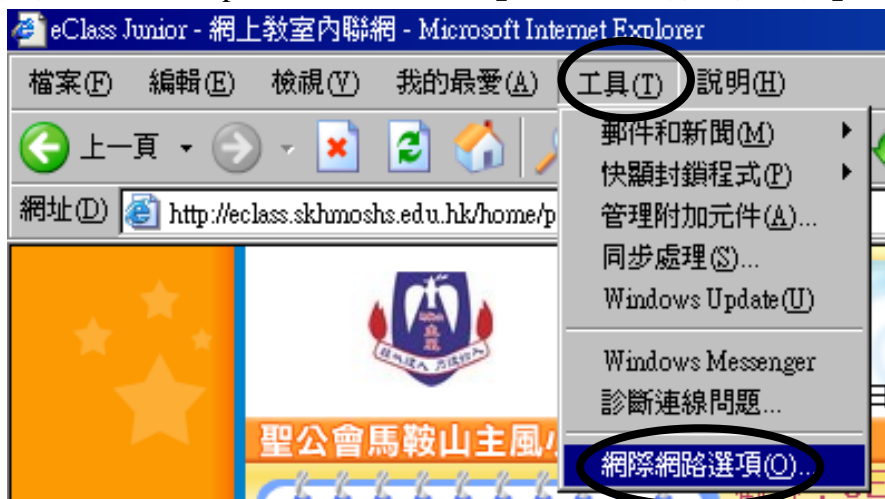 eClass Junior - 網上教室內聯網 - Microsoft Internet Explorer
檔案(F) 編輯(E) 檢視(V) 我的最愛(A) 工具(T) 說明(H)
上一頁
網址(D) http://eclass.skhmoshs.edu.hk/home/p
郵件和新聞(M)
快顯封鎖程式(P)
管理附加元件(A)...
同步處理(S)...
Windows Update(U)
Windows Messenger
診斷連線問題...
網際網路選項(O)...
聖公會馬鞍山主風